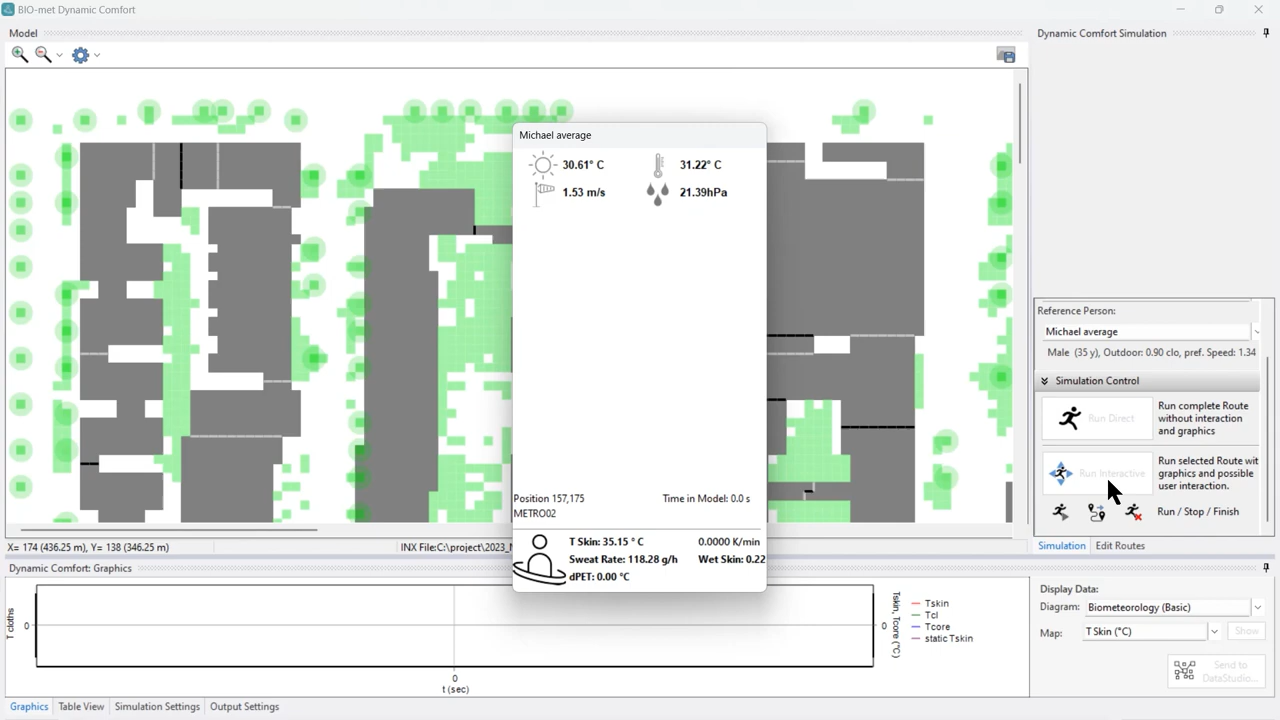 BIO-met Dynamic Comfort
Model
Dynamic Comfort Simulation
Michael average
30.61° C
31.22° C
1.53 m/s
21.39hPa
Position 157,175
Time in Model: 0.0 s
METRO02
T Skin: 35.15 ° C
0.0000 K/min
Sweat Rate: 118.28 g/h
Wet Skin: 0.22
dPET: 0.00 °C
Reference Person:
Michael average
Male (35 y), Outdoor: 0.90 clo, pref. Speed: 1.34
Simulation Control
Run Direct
Run complete Route
without interaction
and graphics
Run Interactive
Run selected Route wit
graphics and possible
user interaction.
Run / Stop / Finish
Simulation
Edit Routes
X= 174 (436.25 m), Y= 138 (346.25 m)
INX File:C:\project\2023_M
Dynamic Comfort: Graphics
T cloths
0
0
t (sec)
0
Tskin, Tcore (°C)
Tskin
Tcl
Tcore
static Tskin
Display Data:
Diagram: Biometeorology (Basic)
Map: T Skin (°C)
Show
Send to
DataStudio...
Graphics
Table View
Simulation Settings
Output Settings